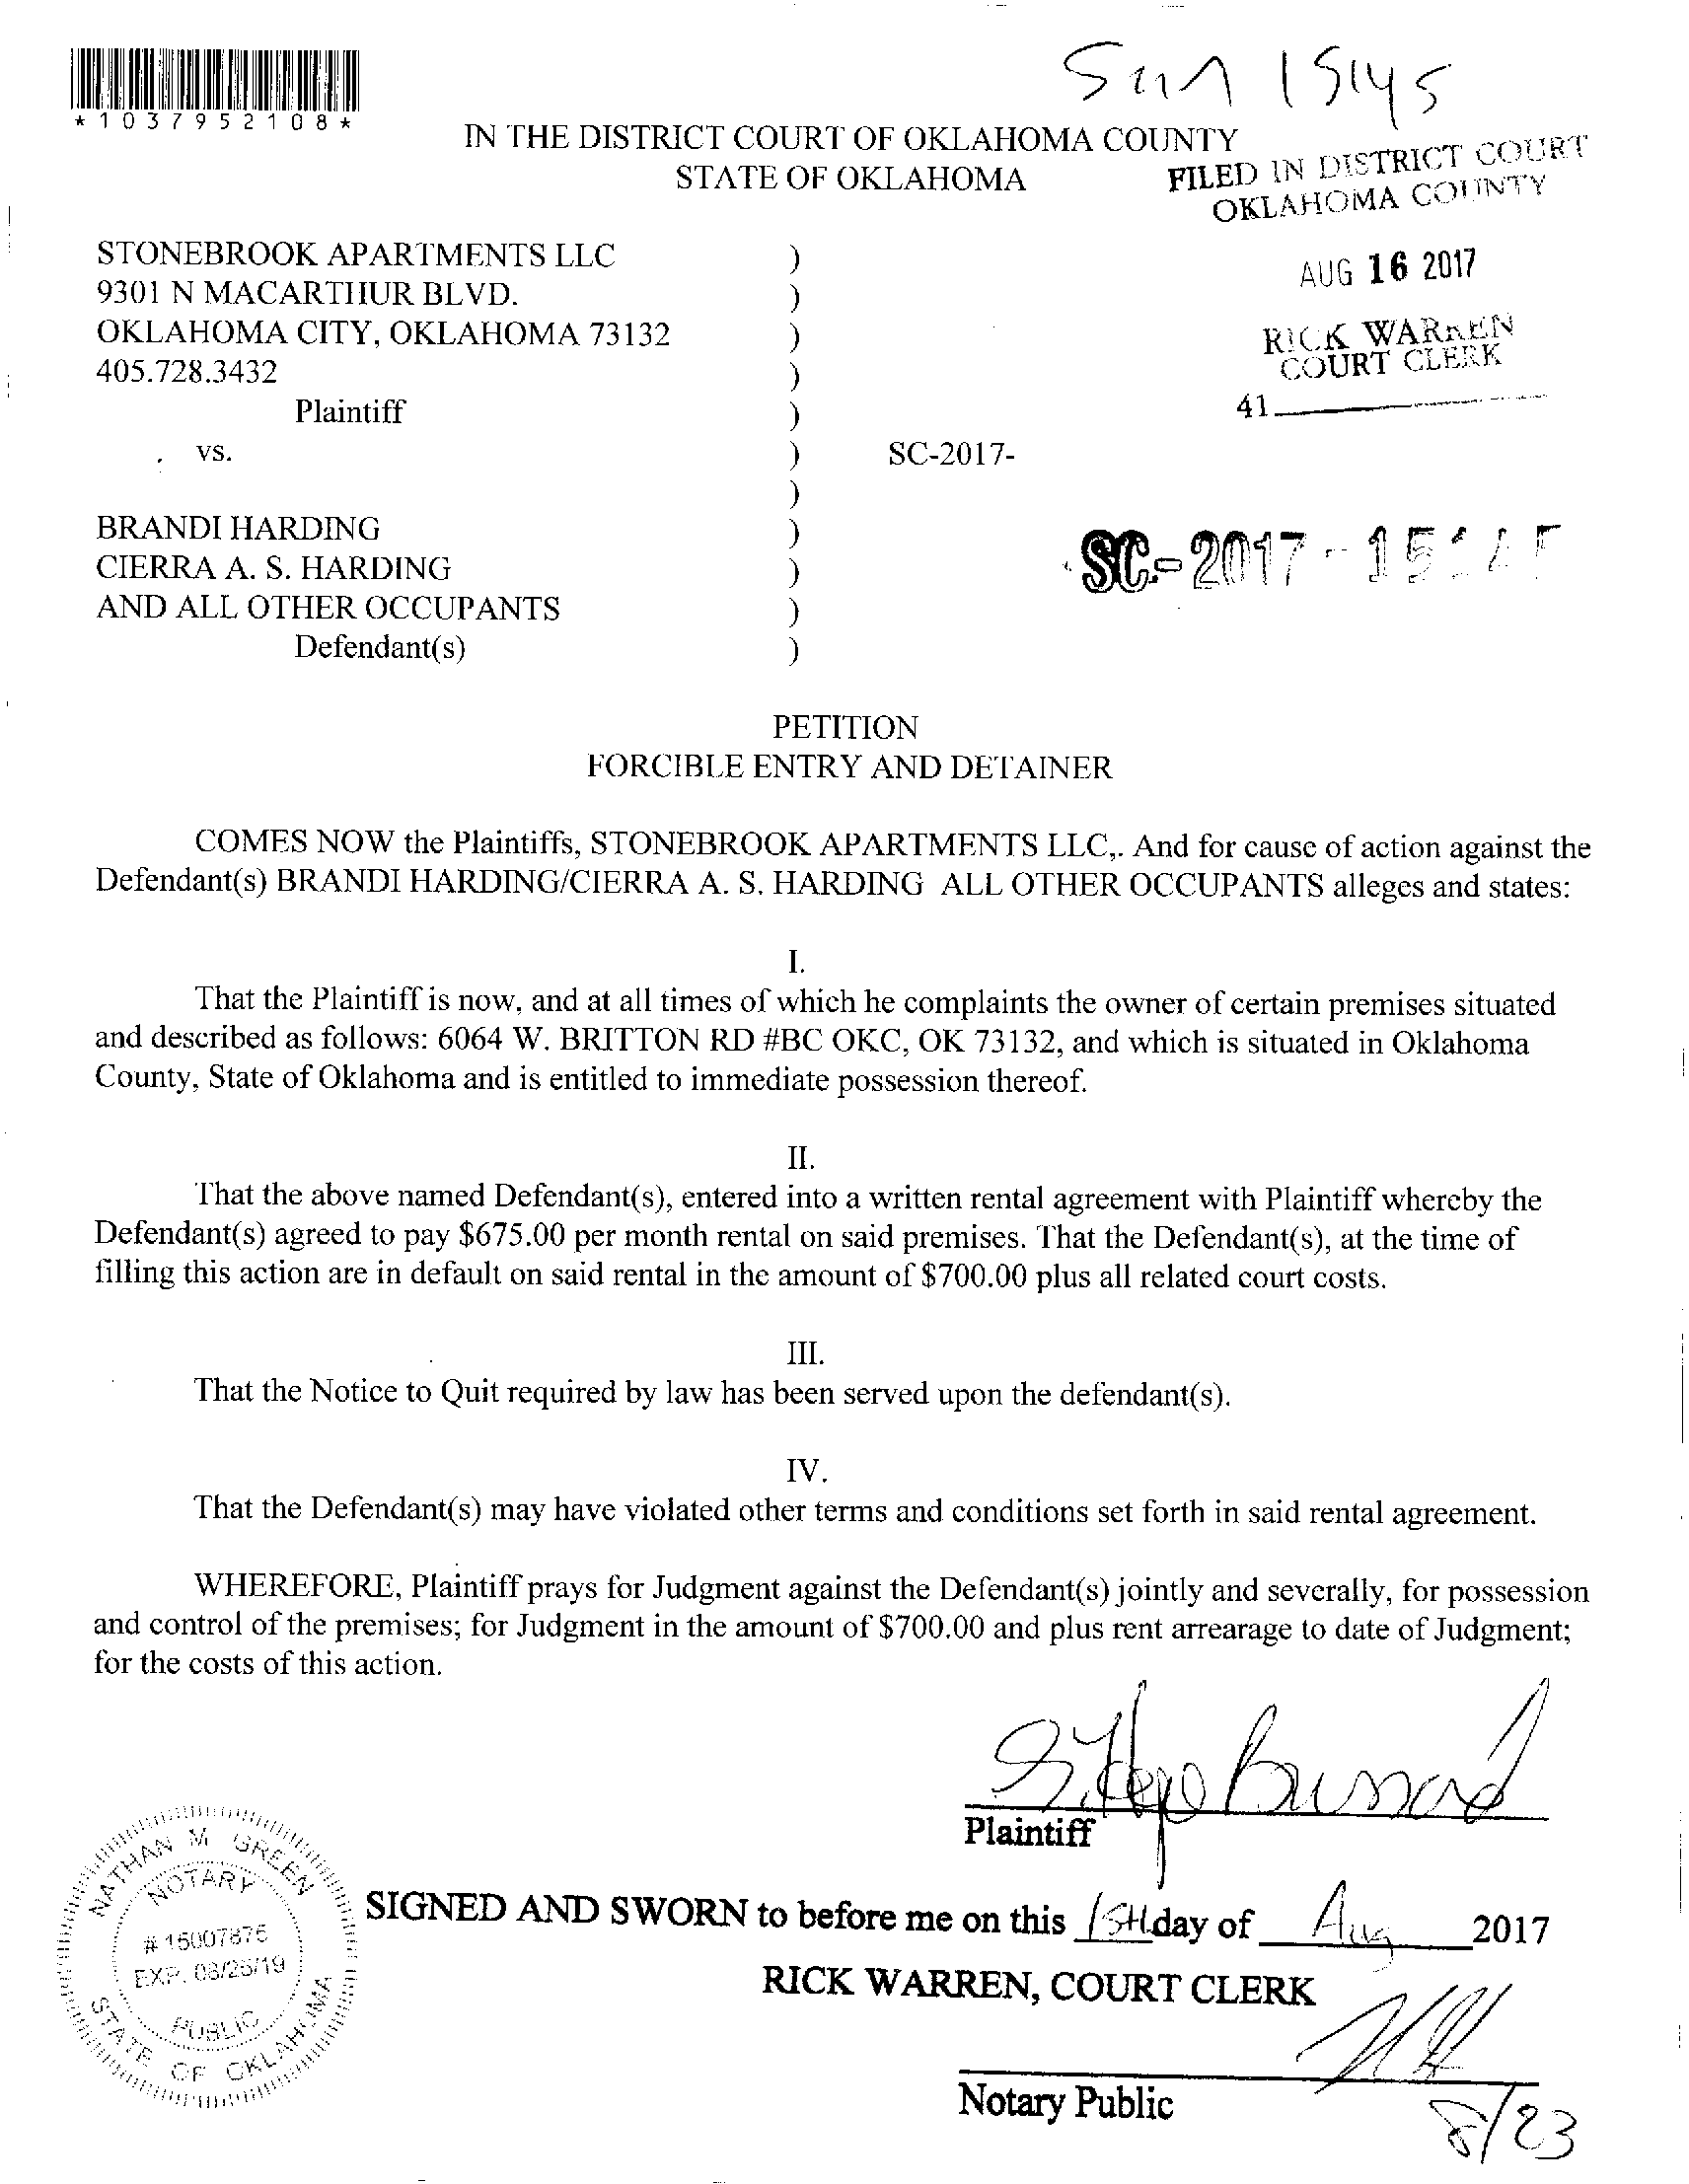 *1037952108*
15145
IN THE DISTRICT COURT OF OKLAHOMA COUNTY
STATE OF OKLAHOMA
FILED IN DISTRICT COURT
OKLAHOMA COUNTY
STONEBROOK APARTMENTS LLC )
AUG 16 2017
9301 N MACARTHUR BLVD. )
OKLAHOMA CITY, OKLAHOMA 73132 )
RICK WARREN
COURT CLERK
405.728.3432 )
41
Plaintiff )
vs. ) SC-2017-
)
BRANDI HARDING )
SC-2017-15145
CIERRA A. S. HARDING )
AND ALL OTHER OCCUPANTS )
Defendant(s) )
PETITION
FORCIBLE ENTRY AND DETAINER
COMES NOW the Plaintiffs, STONEBROOK APARTMENTS LLC,. And for cause of action against the
Defendant(s) BRANDI HARDING/CIERRA A. S. HARDING ALL OTHER OCCUPANTS alleges and states:
I.
That the Plaintiff is now, and at all times of which he complaints the owner of certain premises situated
and described as follows: 6064 W. BRITTON RD #BC OKC, OK 73132, and which is situated in Oklahoma
County, State of Oklahoma and is entitled to immediate possession thereof.
II.
That the above named Defendant(s), entered into a written rental agreement with Plaintiff whereby the
Defendant(s) agreed to pay $675.00 per month rental on said premises. That the Defendant(s), at the time of
filling this action are in default on said rental in the amount of $700.00 plus all related court costs.
III.
That the Notice to Quit required by law has been served upon the defendant(s).
IV.
That the Defendant(s) may have violated other terms and conditions set forth in said rental agreement.
WHEREFORE, Plaintiff prays for Judgment against the Defendant(s) jointly and severally, for possession
and control of the premises; for Judgment in the amount of $700.00 and plus rent arrearage to date of Judgment;
for the costs of this action.
Plaintiff
NATHAN M GREEN
NOTARY
# 15007876
EXP. 08/26/19
PUBLIC
STATE OF OKLAHOMA
SIGNED AND SWORN to before me on this 15th day of Aug 2017
RICK WARREN, COURT CLERK
Notary Public
8/23